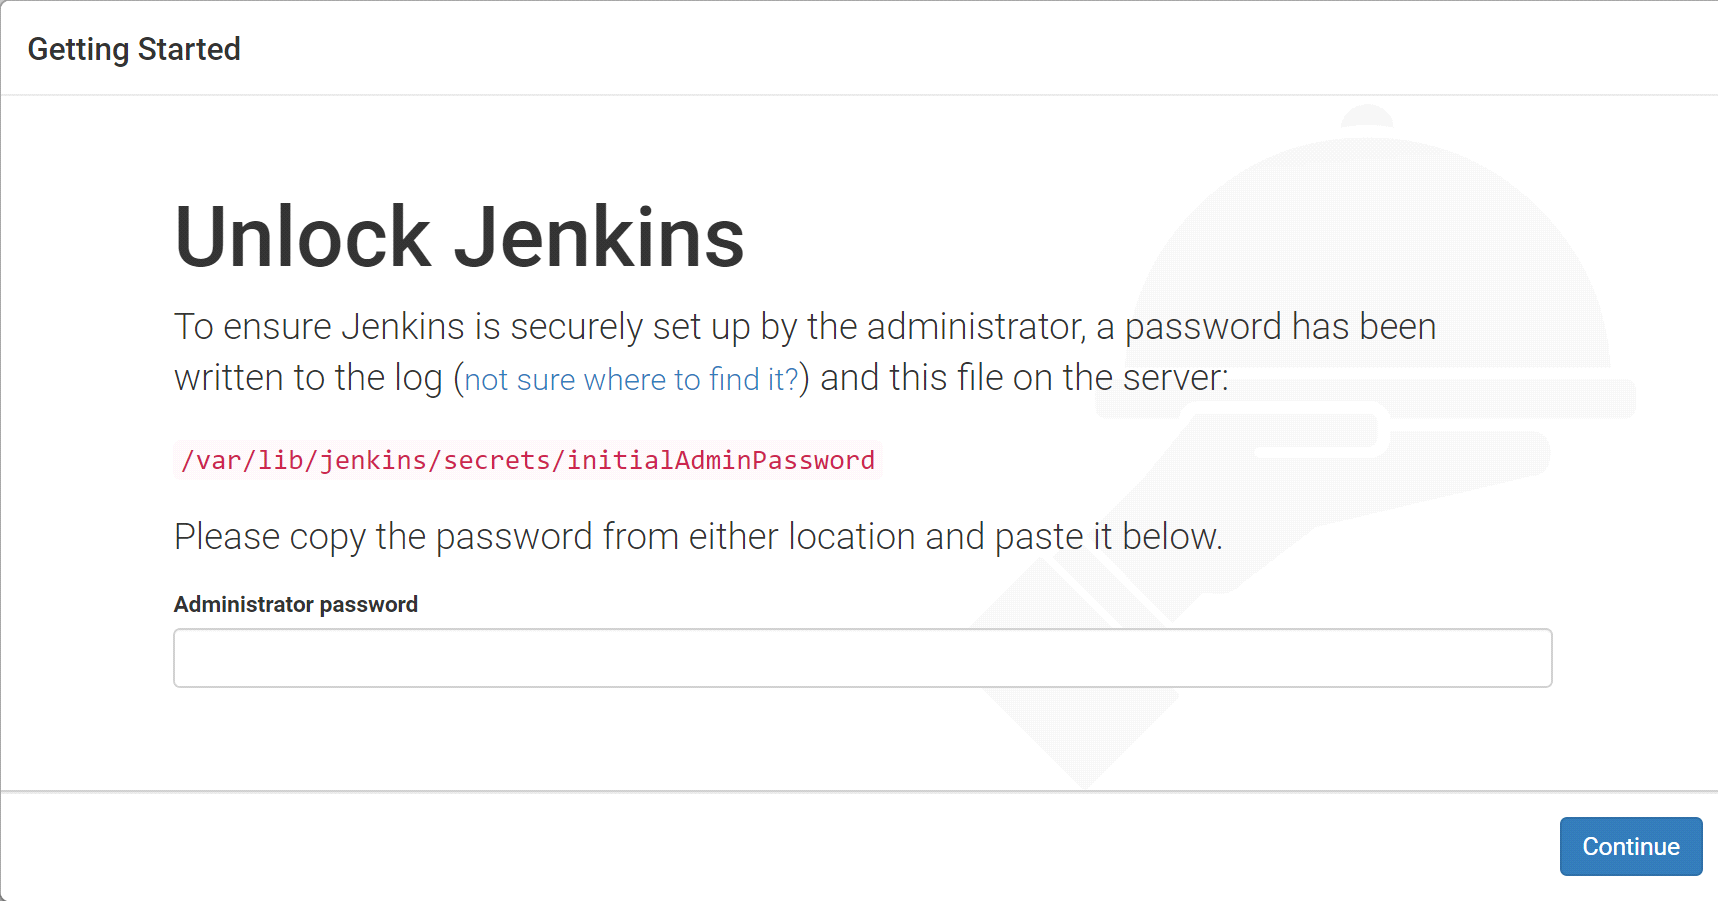 Getting Started
Unlock Jenkins
To ensure Jenkins is securely set up by the administrator, a password has been
written to the log (not sure where to find it?) and this file on the server:
/var/lib/jenkins/secrets/initialAdminPassword
Please copy the password from either location and paste it below.
Administrator password
Continue